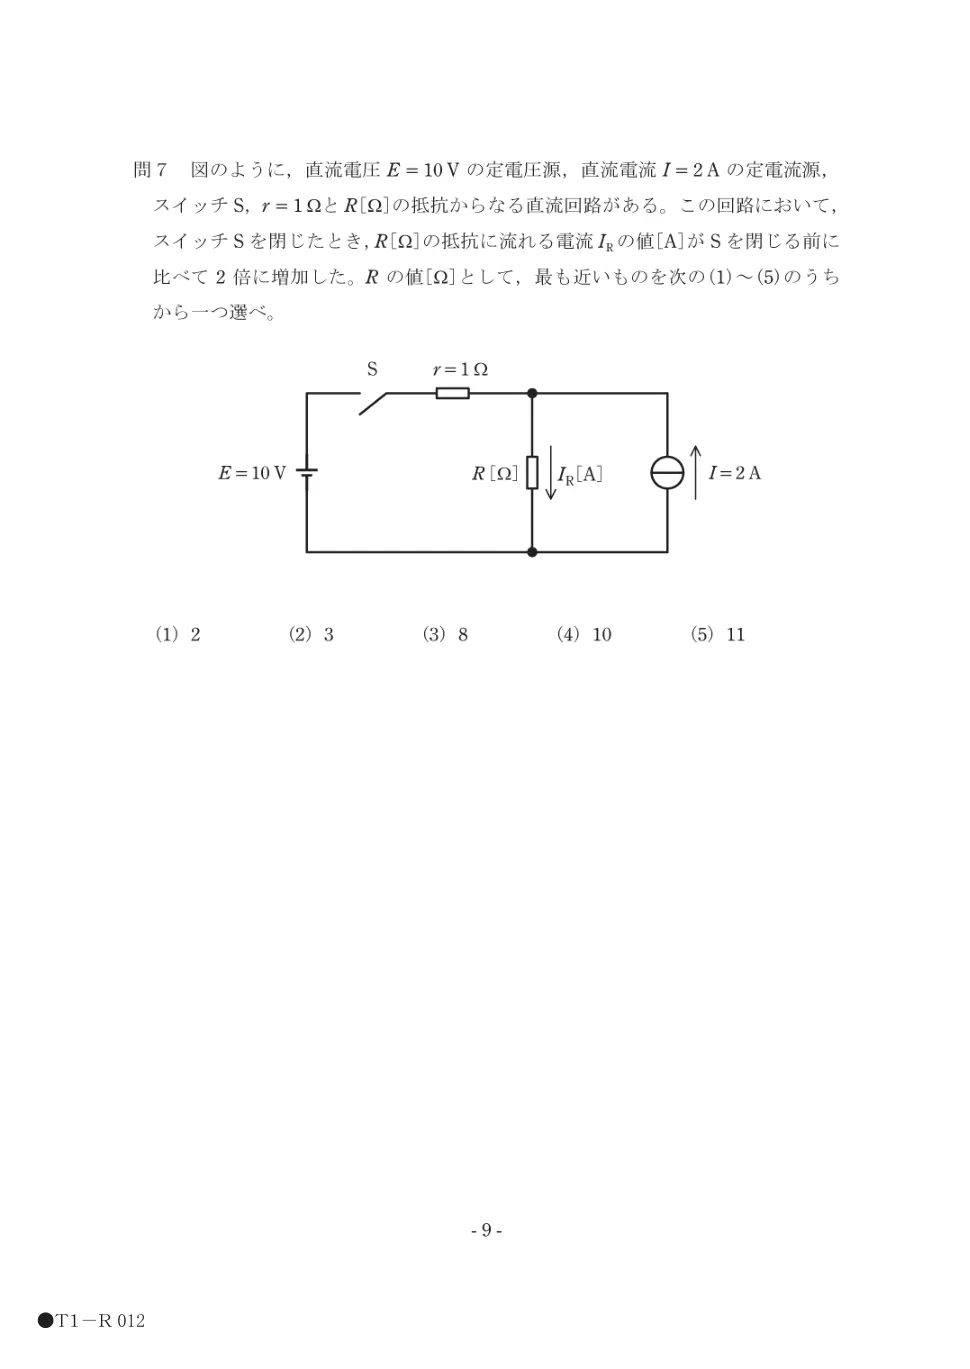 問7　図のように，直流電圧 E = 10 V の定電圧源，直流電流 I = 2 A の定電流源，
スイッチ S，r = 1 Ωと R[Ω]の抵抗からなる直流回路がある。この回路において，
スイッチ S を閉じたとき，R[Ω]の抵抗に流れる電流 IR の値[A]が S を閉じる前に
比べて 2 倍に増加した。R の値[Ω]として，最も近いものを次の(1)～(5)のうち
から一つ選べ。
S
r = 1 Ω
E = 10 V
R [Ω]
IR[A]
I = 2 A
(1) 2　(2) 3　(3) 8　(4) 10　(5) 11
- 9 -
●T1－R 012